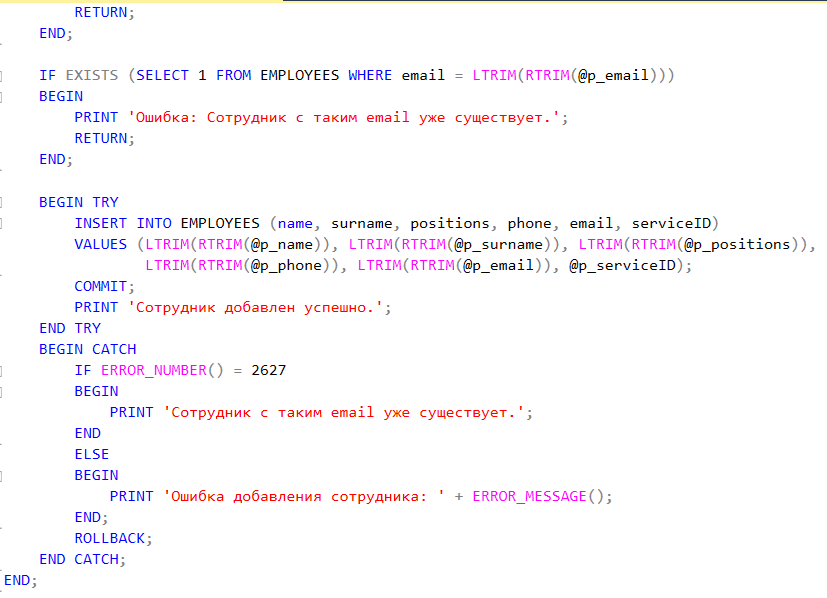 RETURN;
END;
IF EXISTS (SELECT 1 FROM EMPLOYEES WHERE email = LTRIM(RTRIM(@p_email)))
BEGIN
PRINT 'Ошибка: Сотрудник с таким email уже существует.';
RETURN;
END;
BEGIN TRY
INSERT INTO EMPLOYEES (name, surname, positions, phone, email, serviceID)
VALUES (LTRIM(RTRIM(@p_name)), LTRIM(RTRIM(@p_surname)), LTRIM(RTRIM(@p_positions)),
LTRIM(RTRIM(@p_phone)), LTRIM(RTRIM(@p_email)), @p_serviceID);
COMMIT;
PRINT 'Сотрудник добавлен успешно.';
END TRY
BEGIN CATCH
IF ERROR_NUMBER() = 2627
BEGIN
PRINT 'Сотрудник с таким email уже существует.';
END
ELSE
BEGIN
PRINT 'Ошибка добавления сотрудника: ' + ERROR_MESSAGE();
END;
ROLLBACK;
END CATCH;
END;